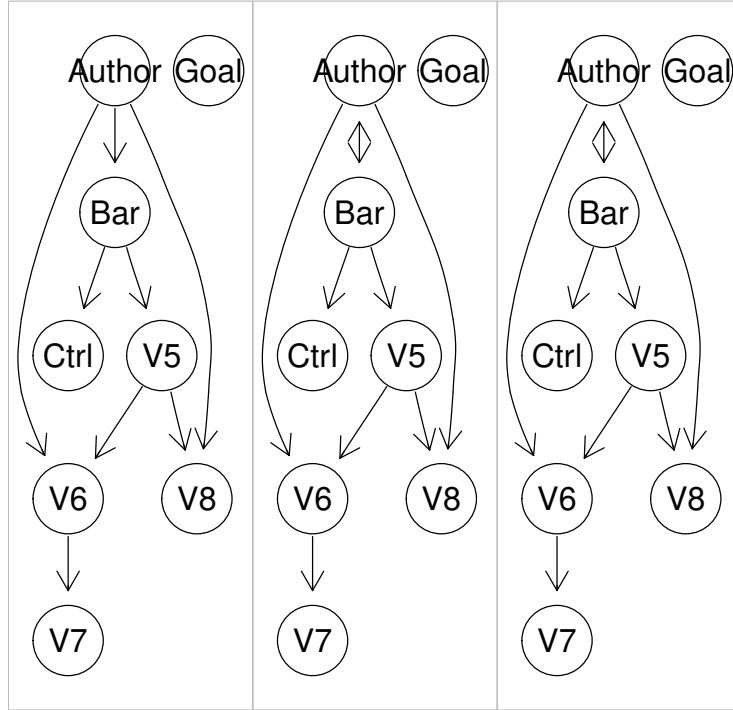 Author Goal Author Goal Author Goal
Bar Bar Bar
Ctrl V5 Ctrl V5 Ctrl V5
V6 V8 V6 V8 V6 V8
V7 V7 V7